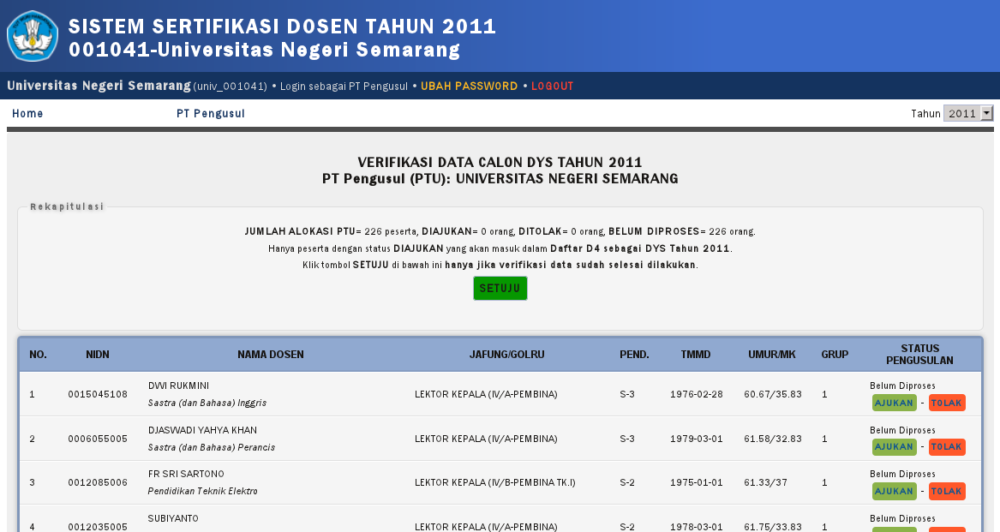 SISTEM SERTIFIKASI DOSEN TAHUN 2011
001041-Universitas Negeri Semarang
Universitas Negeri Semarang (univ_001041) • Login sebagai PT Pengusul • UBAH PASSWORD • LOGOUT
Home PT Pengusul Tahun 2011
VERIFIKASI DATA CALON DYS TAHUN 2011
PT Pengusul (PTU): UNIVERSITAS NEGERI SEMARANG
Rekapitulasi
JUMLAH ALOKASI PTU= 226 peserta, DIAJUKAN= 0 orang, DITOLAK= 0 orang, BELUM DIPROSES= 226 orang.
Hanya peserta dengan status DIAJUKAN yang akan masuk dalam Daftar D4 sebagai DYS Tahun 2011.
Klik tombol SETUJU di bawah ini hanya jika verifikasi data sudah selesai dilakukan.
SETUJU
NO. NIDN NAMA DOSEN JAFUNG/GOLRU PEND. TMMD UMUR/MK GRUP STATUS PENGUSULAN
DWI RUKMINI Belum Diproses
1 0015045108 LEKTOR KEPALA (IV/A-PEMBINA) S-3 1976-02-28 60.67/35.83 1
Sastra (dan Bahasa) Inggris AJUKAN - TOLAK
DJASWADI YAHYA KHAN Belum Diproses
2 0006055005 LEKTOR KEPALA (IV/A-PEMBINA) S-3 1979-03-01 61.58/32.83 1
Sastra (dan Bahasa) Perancis AJUKAN - TOLAK
FR SRI SARTONO Belum Diproses
3 0012085006 LEKTOR KEPALA (IV/B-PEMBINA TK.I) S-2 1975-01-01 61.33/37 1
Pendidikan Teknik Elektro AJUKAN - TOLAK
SUBIYANTO Belum Diproses
4 0012035005 LEKTOR KEPALA (IV/A-PEMBINA) S-2 1978-03-01 61.75/33.83 1